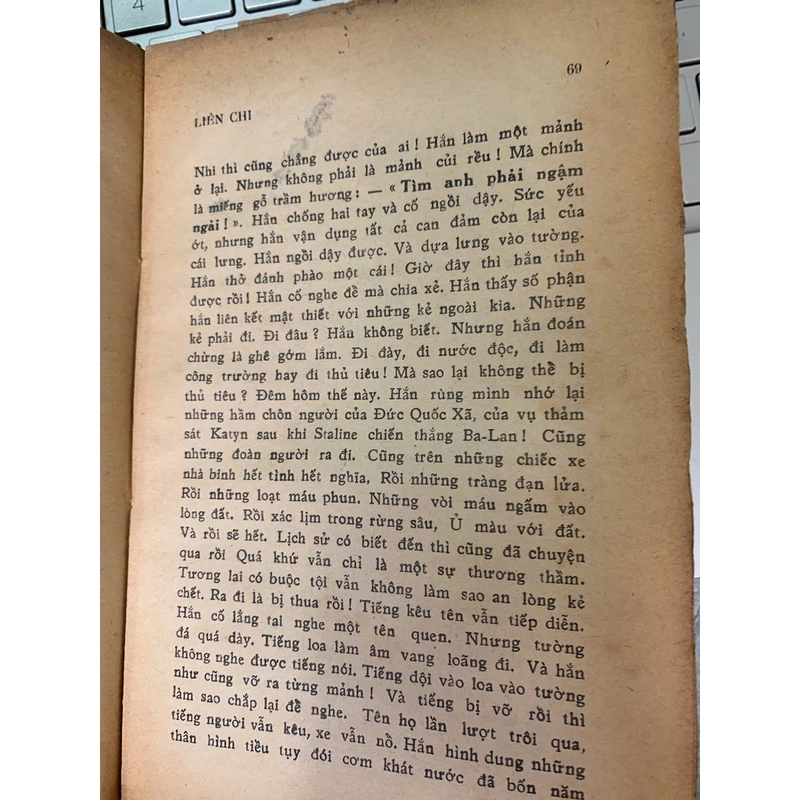 4
69
LIÊN CHI
Nhi thì cũng chẳng được của ai ! Hắn làm một mảnh
ở lại. Nhưng không phải là mảnh củi rều ! Mà chính
là miếng gỗ trầm hương : — « Tìm anh phải ngậm
ngải ! ». Hắn chống hai tay và cố ngồi dậy. Sức yếu
ớt, nhưng hắn vận dụng tất cả can đảm còn lại của
cái lưng. Hắn ngồi dậy được. Và dựa lưng vào tường.
Hắn thở đánh phào một cái ! Giờ đây thì hắn tỉnh
được rồi ! Hắn cố nghe để mà chia xẻ. Hắn thấy số phận
hắn liên kết mật thiết với những kẻ ngoài kia. Những
kẻ phải đi. Đi đâu ? Hắn không biết. Nhưng hắn đoán
chừng là ghê gớm lắm. Đi đày, đi nước độc, đi làm
công trường hay đi thủ tiêu ! Mà sao lại không thể bị
thủ tiêu ? Đêm hôm thế này. Hắn rùng mình nhớ lại
những hầm chôn người của Đức Quốc Xã, của vụ thảm
sát Katyn sau khi Staline chiến thắng Ba-Lan ! Cũng
những đoàn người ra đi. Cũng trên những chiếc xe
nhà binh hết tình hết nghĩa, Rồi những tràng đạn lửa.
Rồi những loạt máu phun. Những vòi máu ngấm vào
lòng đất. Rồi xác lịm trong rừng sâu, Ủ màu với đất.
Và rồi sẽ hết. Lịch sử có biết đến thì cũng đã chuyện
qua rồi Quá khứ vẫn chỉ là một sự thương thầm.
Tương lai có buộc tội vẫn không làm sao an lòng kẻ
chết. Ra đi là bị thua rồi ! Tiếng kêu tên vẫn tiếp diễn.
Hắn cố lắng tai nghe một tên quen. Nhưng tường
đá quá dày. Tiếng loa làm âm vang loãng đi. Và hắn
không nghe được tiếng nói. Tiếng dội vào loa vào tường
như cũng vỡ ra từng mảnh ! Và tiếng bị vỡ rồi thì
làm sao chắp lại để nghe. Tên họ lần lượt trôi qua,
tiếng người vẫn kêu, xe vẫn nổ. Hắn hình dung những
thân hình tiều tụy đói cơm khát nước đã bốn năm